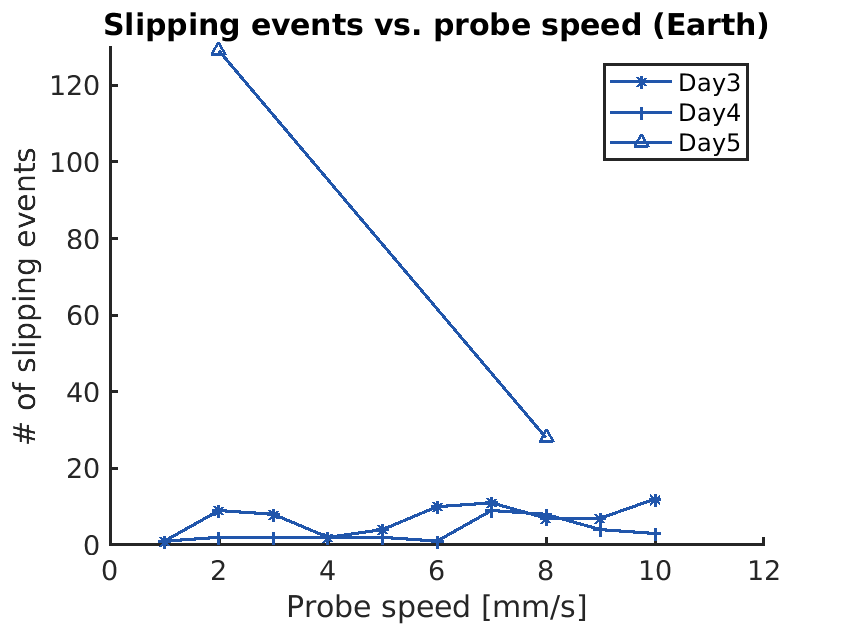 Slipping events vs. probe speed (Earth)
# of slipping events
120
100
80
60
40
20
0
Day3
Day4
Day5
0 2 4 6 8 10 12
Probe speed [mm/s]